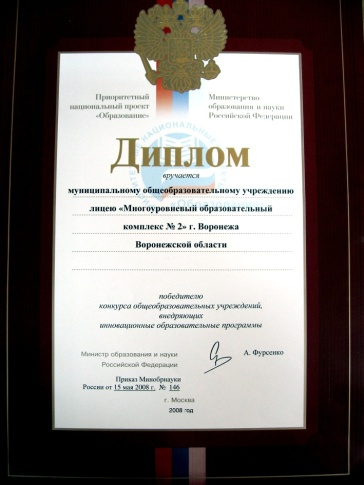 Приоритетный
национальный проект
«Образование»
Министерство
образования и науки
Российской Федерации
Диплом
вручается
муниципальному общеобразовательному учреждению
лицею «Многоуровневый образовательный
комплекс № 2» г. Воронежа
Воронежской области
победителю
конкурса общеобразовательных учреждений,
внедряющих
инновационные образовательные программы
Министр образования и науки
Российской Федерации
А. Фурсенко
Приказ Минобрнауки
России от 15 мая 2008 г. № 146
г. Москва
2008 год